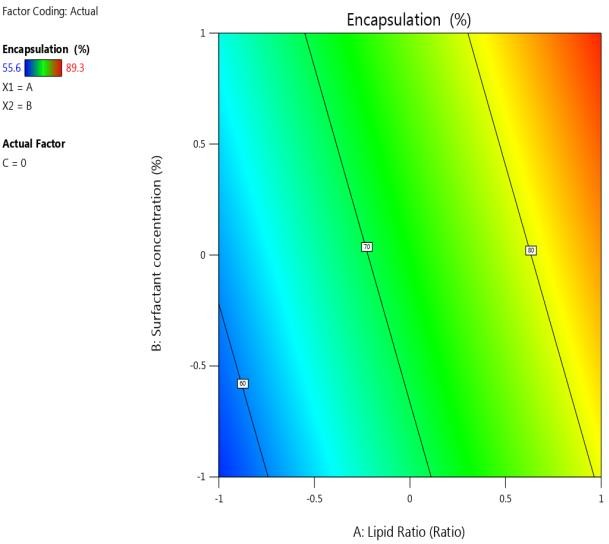 Factor Coding: Actual
Encapsulation (%)
55.6 89.3
X1 = A
X2 = B
Actual Factor
C = 0
Encapsulation (%)
B: Surfactant concentration (%)
1
0.5
0
-0.5
-1
70
80
60
-1 -0.5 0 0.5 1
A: Lipid Ratio (Ratio)